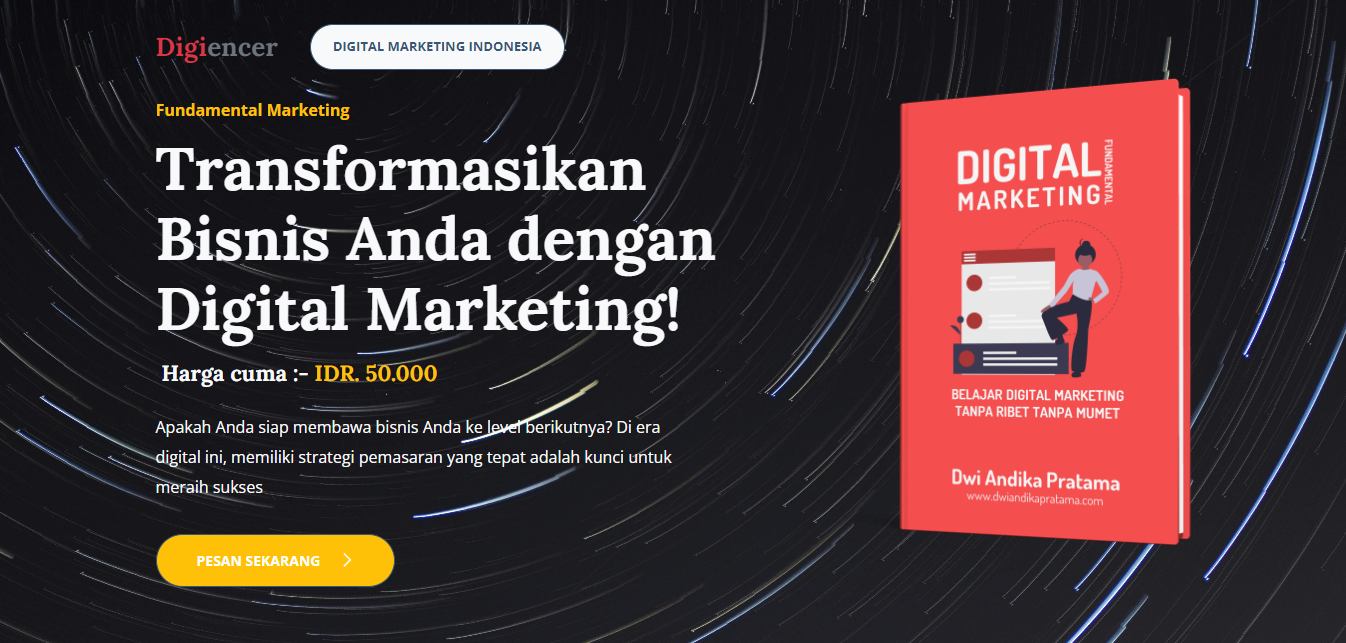 Digiencer
DIGITAL MARKETING INDONESIA
Fundamental Marketing
Transformasikan
Bisnis Anda dengan
Digital Marketing!
Harga cuma :- IDR. 50.000
Apakah Anda siap membawa bisnis Anda ke level berikutnya? Di era
digital ini, memiliki strategi pemasaran yang tepat adalah kunci untuk
meraih sukses
PESAN SEKARANG
DIGITAL
MARKETING
FUNDAMENTAL
BELAJAR DIGITAL MARKETING
TANPA RIBET TANPA MUMET
Dwi Andika Pratama
www.dwiandikapratama.com